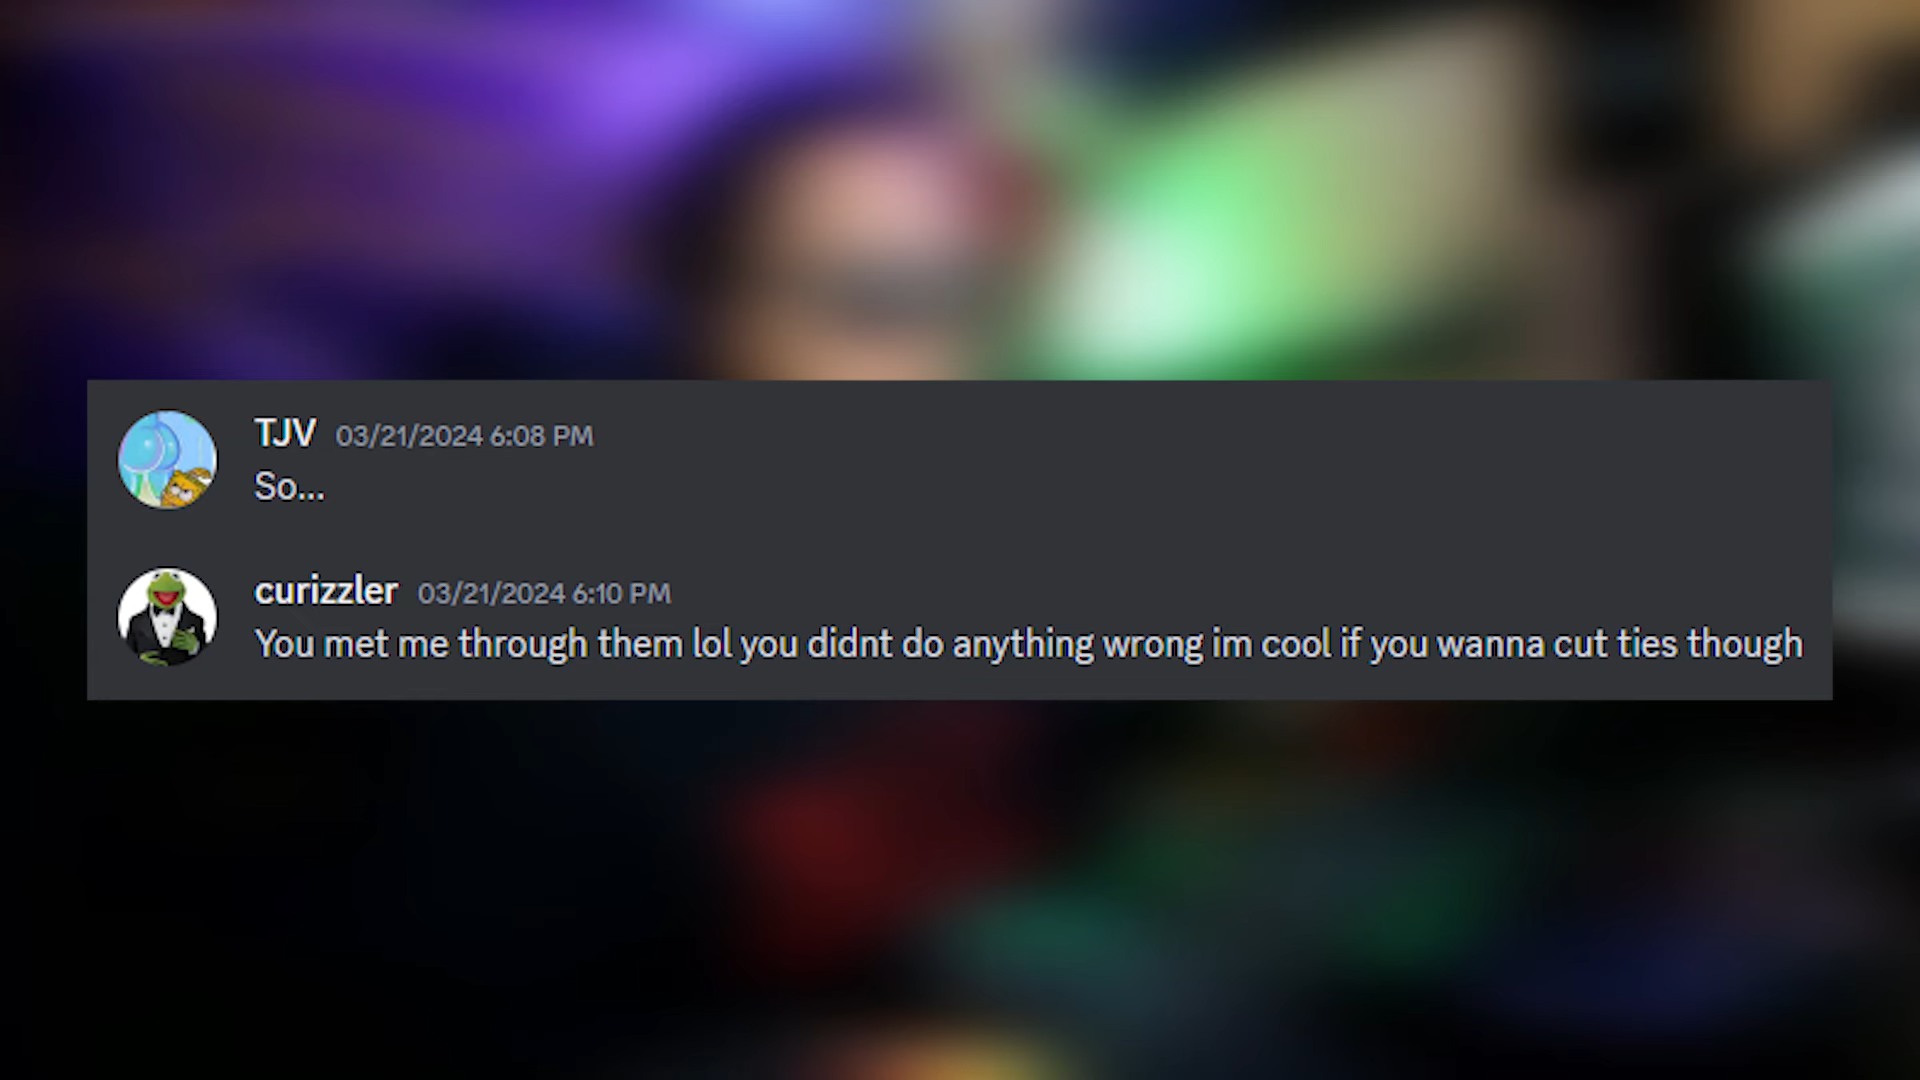 TJV 03/21/2024 6:08 PM
So...
curizzler 03/21/2024 6:10 PM
You met me through them lol you didnt do anything wrong im cool if you wanna cut ties though